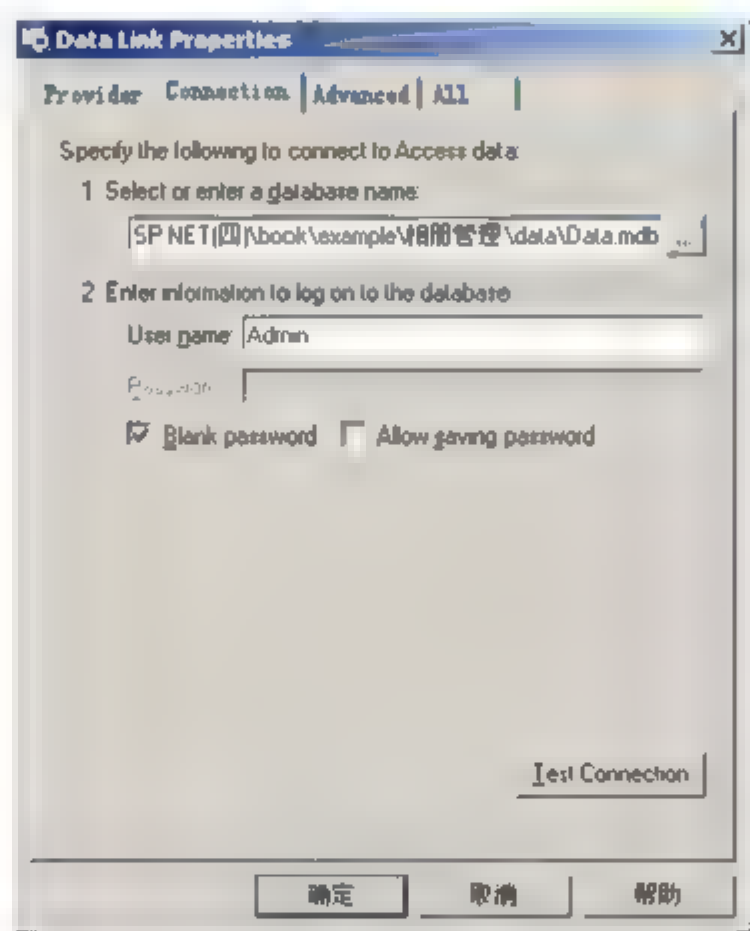 Data Link Properties
Provider Connection Advanced All
Specify the following to connect to Access data:
1 Select or enter a database name:
SP.NET(四)\book\example\相册管理\data\Data.mdb ...
2 Enter information to log on to the database
User name: Admin
Password
Blank password Allow saving password
Test Connection
确定 取消 帮助